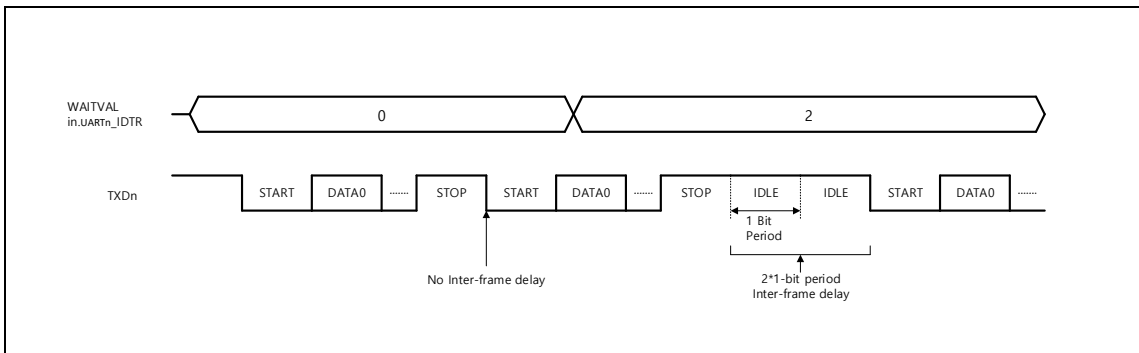 WAITVAL
in.UARTn_IDTR
0
2
TXDn
START
DATA0
.......
STOP
START
DATA0
.......
STOP
IDLE
IDLE
START
DATA0
.......
1 Bit
Period
No Inter-frame delay
2*1-bit period
Inter-frame delay